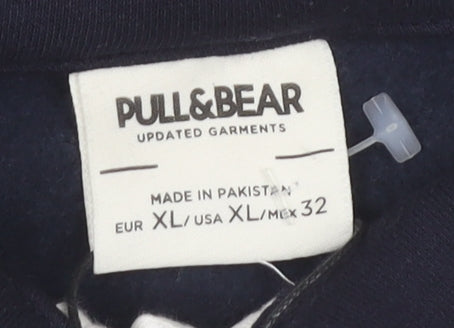 PULL&BEAR
UPDATED GARMENTS
MADE IN PAKISTAN
EUR XL/USA XL/MEX 32